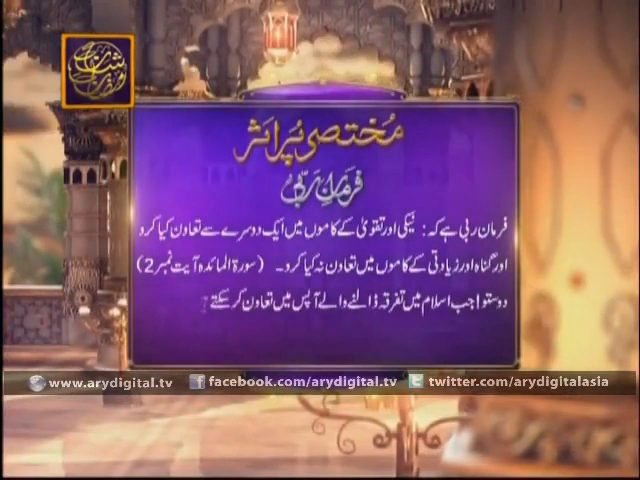 مختصر پُر اثر
فرمانِ ربّی
فرمان ربی ہے کہ : نیکی اور تقویٰ کے کاموں میں ایک دوسرے سے تعاون کیا کرو
اور گناہ اور زیادتی کے کاموں میں تعاون نہ کیا کرو۔ (سورۃ المائدہ آیت نمبر 2)
دوستو! جب اسلام میں تفرقہ ڈالنے والے آپس میں تعاون کر سکتے ?
www.arydigital.tv facebook.com/arydigital.tv twitter.com/arydigitalasia